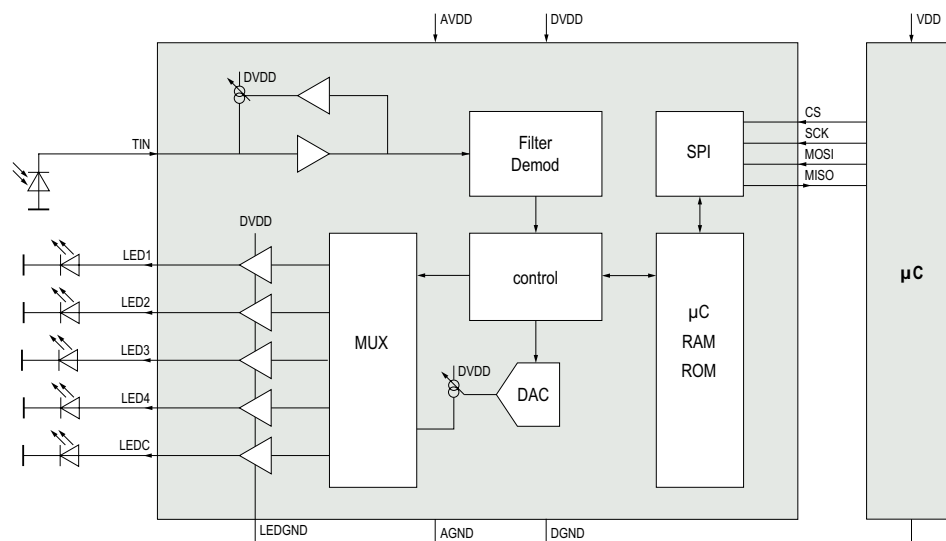 AVDD
DVDD
VDD
DVDD
CS
SCK
MOSI
MISO
TIN
Filter
Demod
SPI
DVDD
LED1
LED2
LED3
LED4
LEDC
MUX
control
µC
RAM
ROM
µC
DVDD
DAC
LEDGND
AGND
DGND